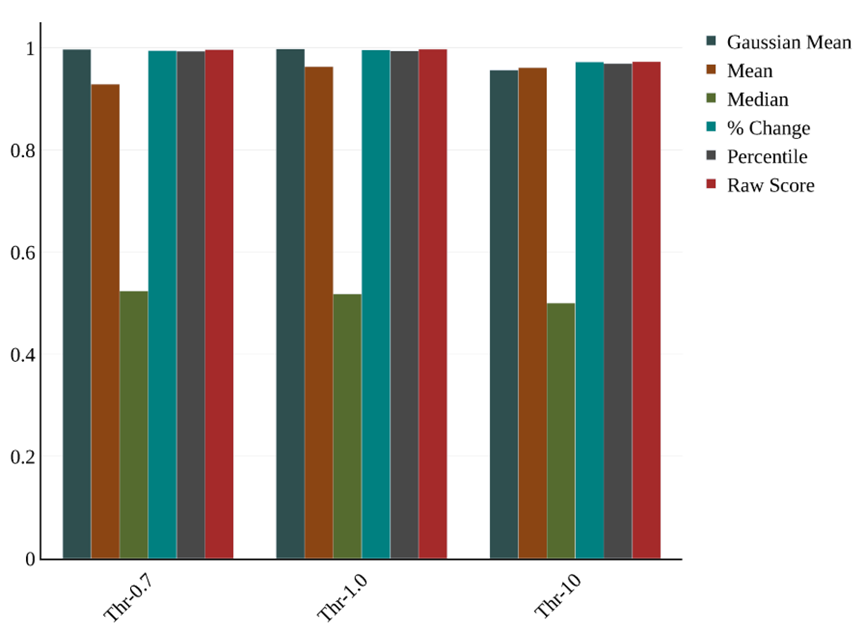 1
0.8
0.6
0.4
0.2
0
Thr-0.7
Thr-1.0
Thr-10
Gaussian Mean
Mean
Median
% Change
Percentile
Raw Score